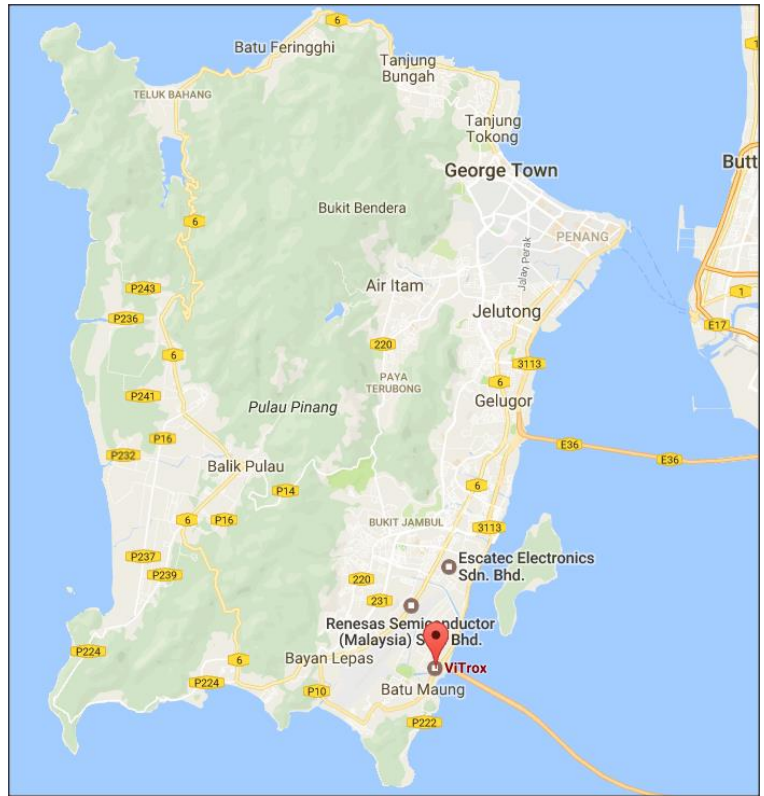 6
Batu Feringghi
Tanjung
Bungah
1
TELUK BAHANG
Tanjung
Tokong
George Town
Butt
Bukit Bendera
6
PENANG
Jalan Perak
Air Itam
P243
1
P236
Jelutong
E17
220
6
3113
PAYA
TERUBONG
6
P241
Gelugor
Pulau Pinang
P16
E36
P232
E36
Balik Pulau
6
P14
6
P16
BUKIT JAMBUL
3113
P237
Escatec Electronics
Sdn. Bhd.
P239
220
231
Renesas Semiconductor
(Malaysia) S Bhd.
P224
6
Bayan Lepas
ViTrox
P224
P10
Batu Maung
P222